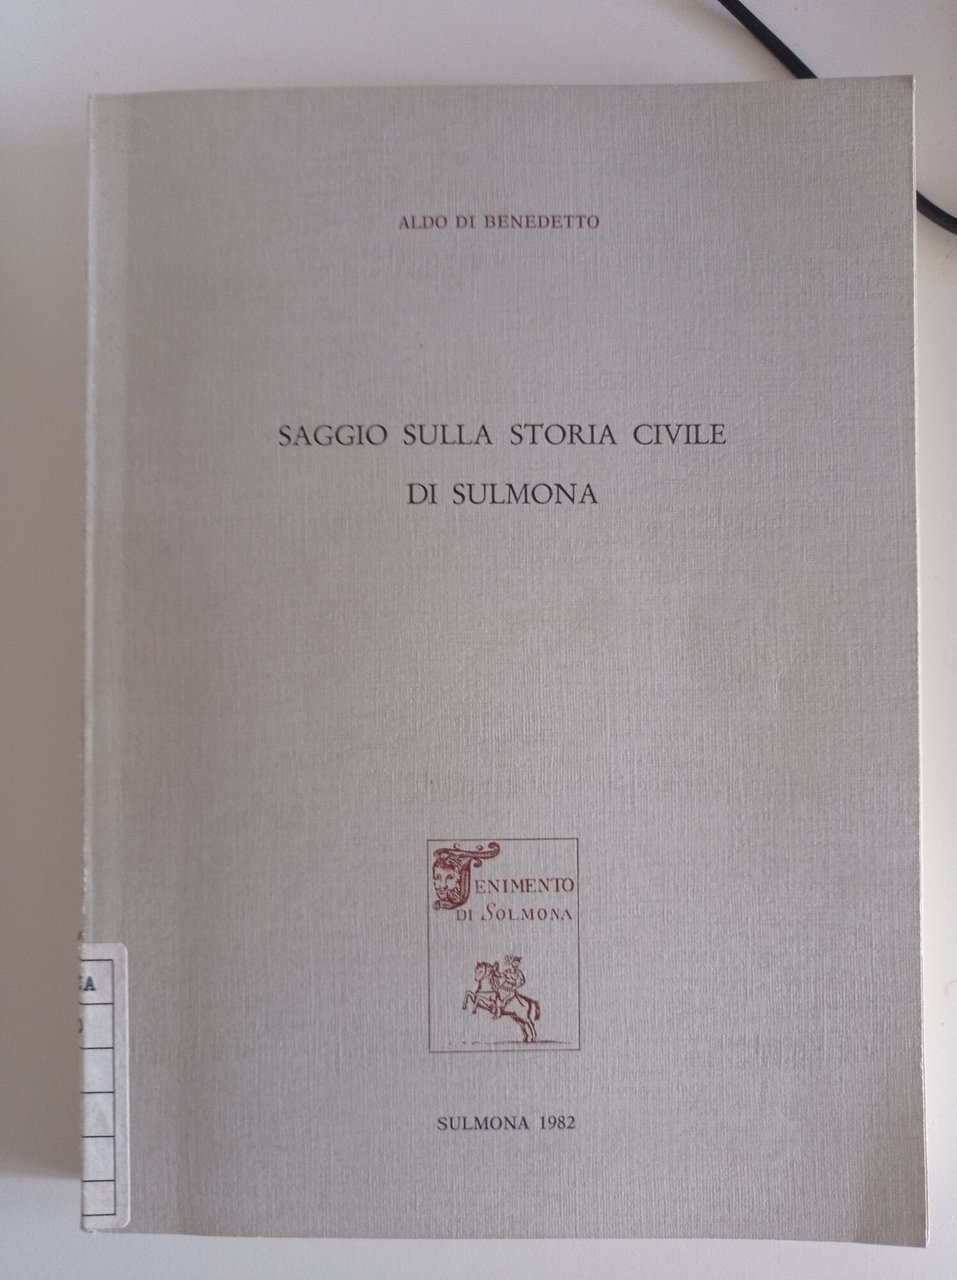 ALDO DI BENEDETTO
SAGGIO SULLA STORIA CIVILE
DI SULMONA
TENIMENTO
DI SOLMONA
SULMONA 1982